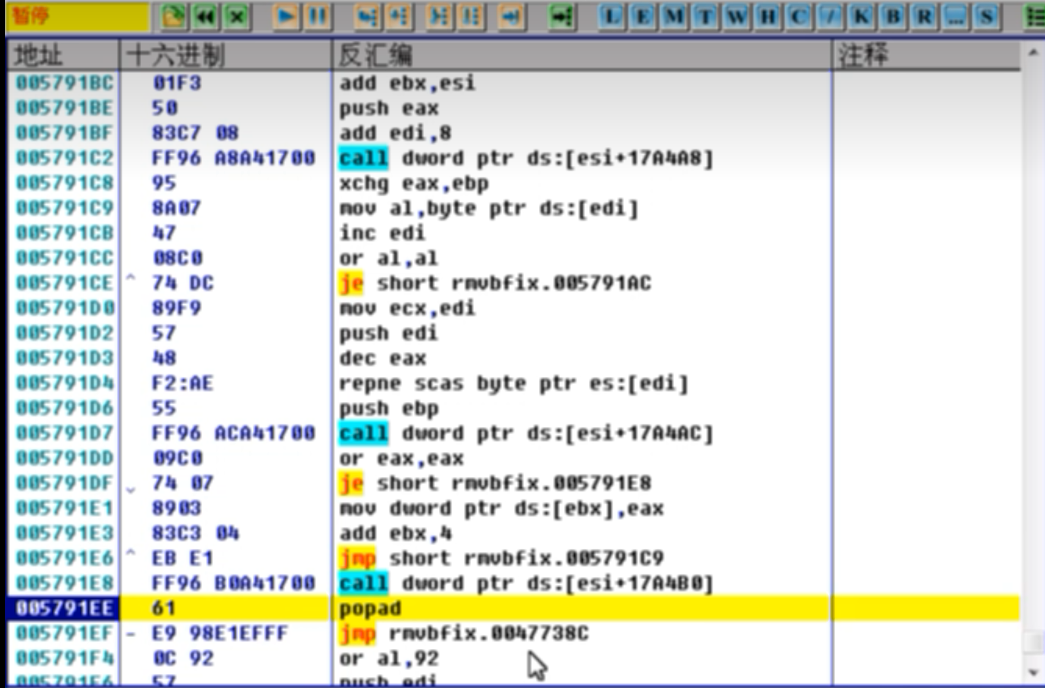 暂停 L E M T W H C / K B R ... S
地址 十六进制 反汇编 注释
005791BC 01F3 add ebx,esi
005791BE 50 push eax
005791BF 83C7 08 add edi,8
005791C2 FF96 A8A41700 call dword ptr ds:[esi+17A4A8]
005791C8 95 xchg eax,ebp
005791C9 8A07 mov al,byte ptr ds:[edi]
005791CB 47 inc edi
005791CC 08C0 or al,al
005791CE ^ 74 DC je short rmvbfix.005791AC
005791D0 89F9 mov ecx,edi
005791D2 57 push edi
005791D3 48 dec eax
005791D4 F2:AE repne scas byte ptr es:[edi]
005791D6 55 push ebp
005791D7 FF96 ACA41700 call dword ptr ds:[esi+17A4AC]
005791DD 09C0 or eax,eax
005791DF 74 07 je short rmvbfix.005791E8
005791E1 8903 mov dword ptr ds:[ebx],eax
005791E3 83C3 04 add ebx,4
005791E6 ^ EB E1 jmp short rmvbfix.005791C9
005791E8 FF96 B0A41700 call dword ptr ds:[esi+17A4B0]
005791EE 61 popad
005791EF - E9 98E1EFFF jmp rmvbfix.0047738C
005791F4 0C 92 or al,92
005791F6 57 push edi